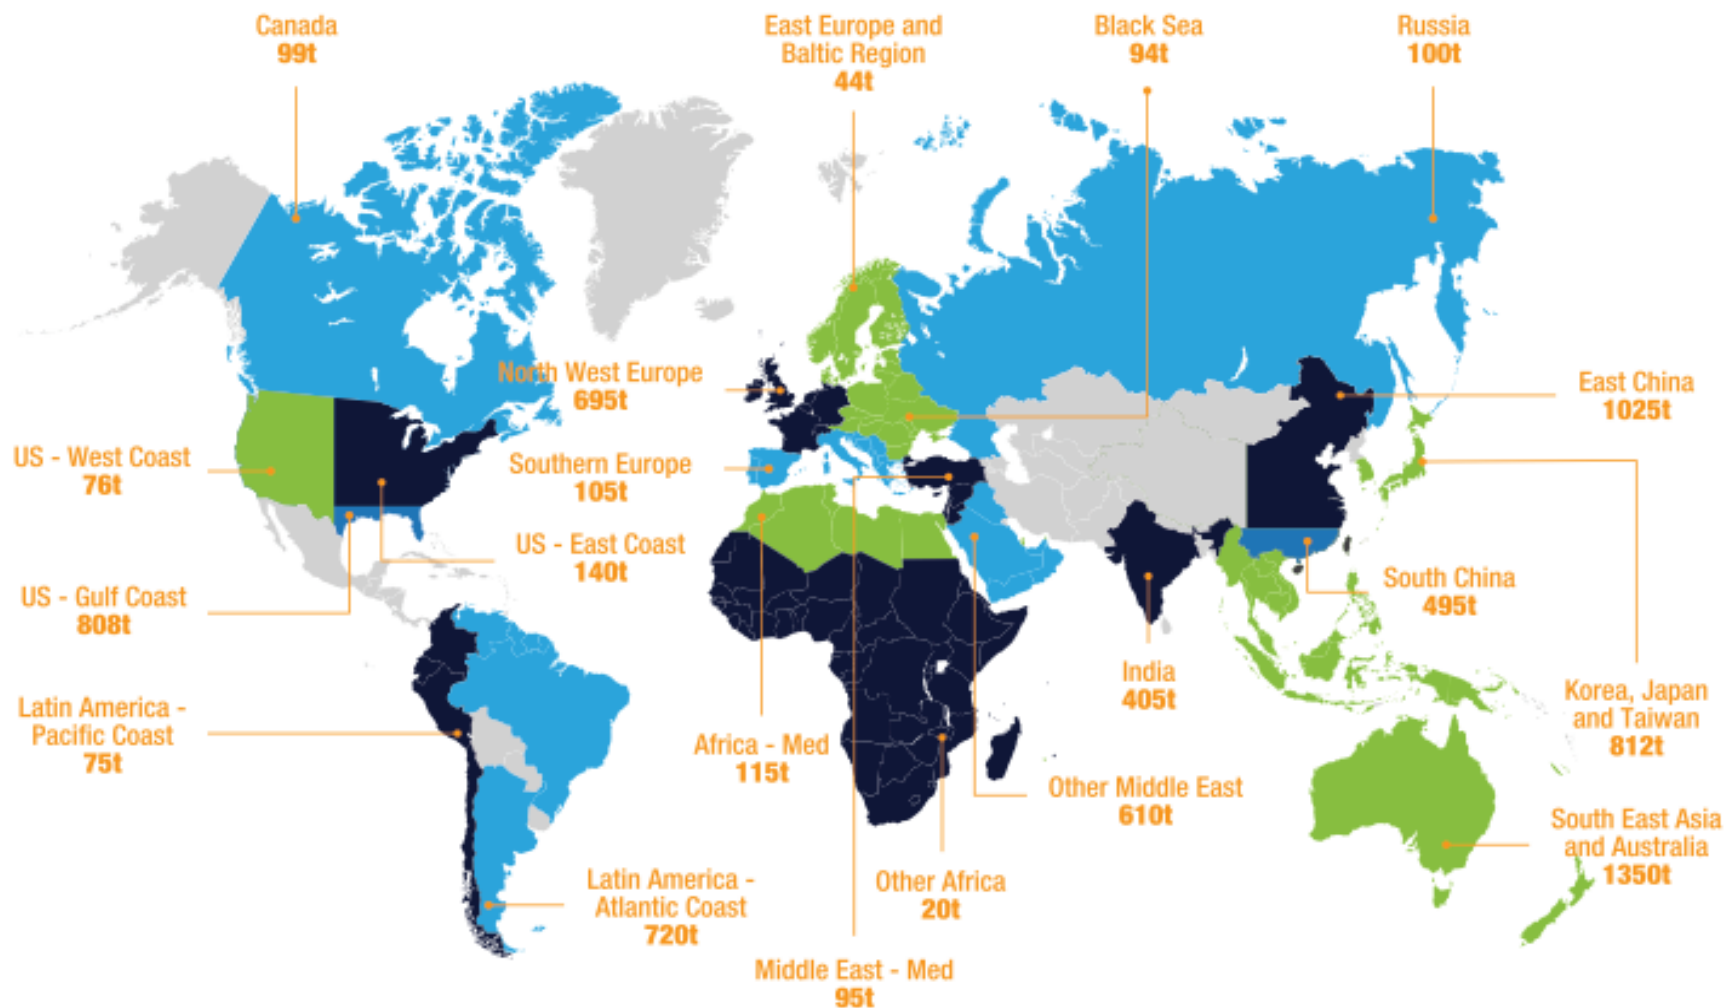 Canada
99t
East Europe and
Baltic Region
44t
Black Sea
94t
Russia
100t
North West Europe
695t
East China
1025t
US - West Coast
76t
Southern Europe
105t
US - East Coast
140t
US - Gulf Coast
808t
South China
495t
India
405t
Latin America -
Pacific Coast
75t
Africa - Med
115t
Korea, Japan
and Taiwan
812t
Other Middle East
610t
South East Asia
and Australia
1350t
Latin America -
Atlantic Coast
720t
Other Africa
20t
Middle East - Med
95t